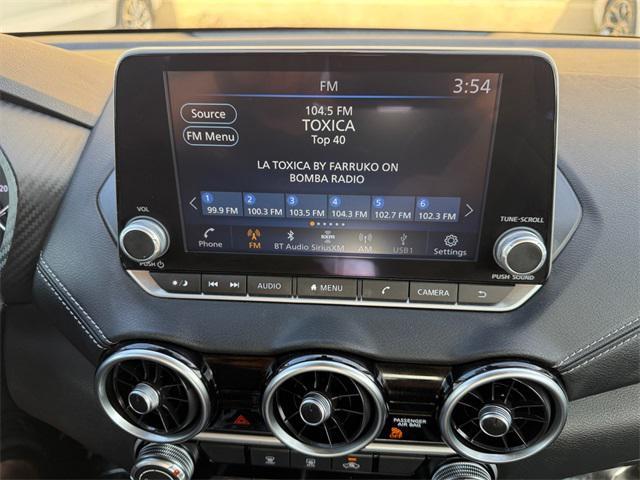 FM
3:54
Source
104.5 FM
TOXICA
FM Menu
Top 40
LA TOXICA BY FARRUKO ON
BOMBA RADIO
1 2 3 4 5 6
99.9 FM 100.3 FM 103.5 FM 104.3 FM 102.7 FM 102.3 FM
VOL
TUNE·SCROLL
Phone FM BT Audio SiriusXM AM USB1 Settings
PUSH
PUSH SOUND
AUDIO MENU CAMERA
PASSENGER
AIR BAG
OFF
20